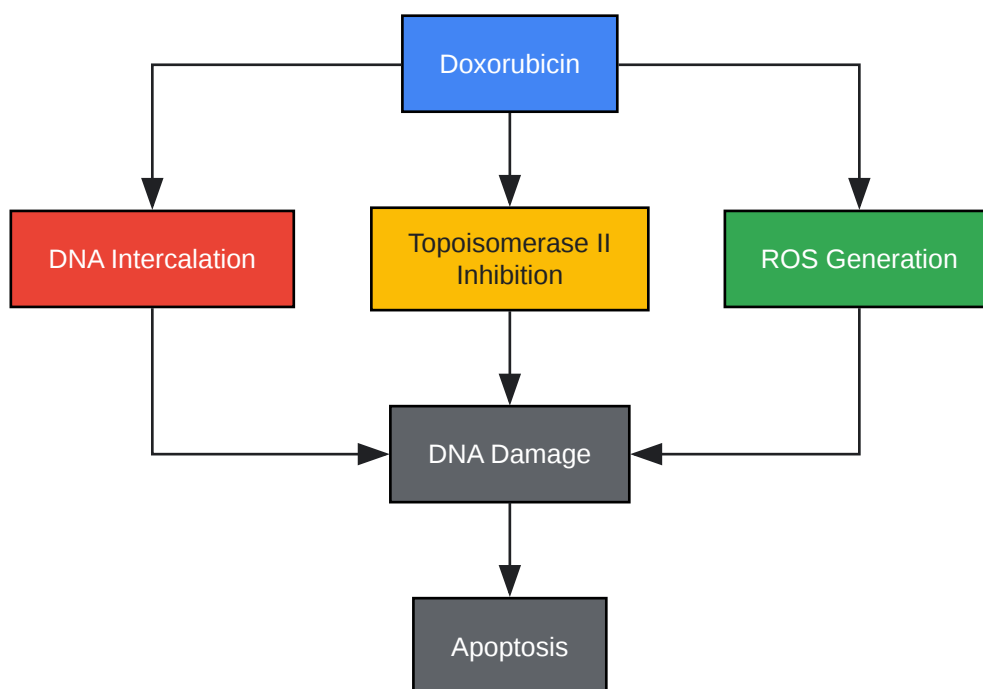 Doxorubicin
DNA Intercalation
Topoisomerase II
Inhibition
ROS Generation
DNA Damage
Apoptosis